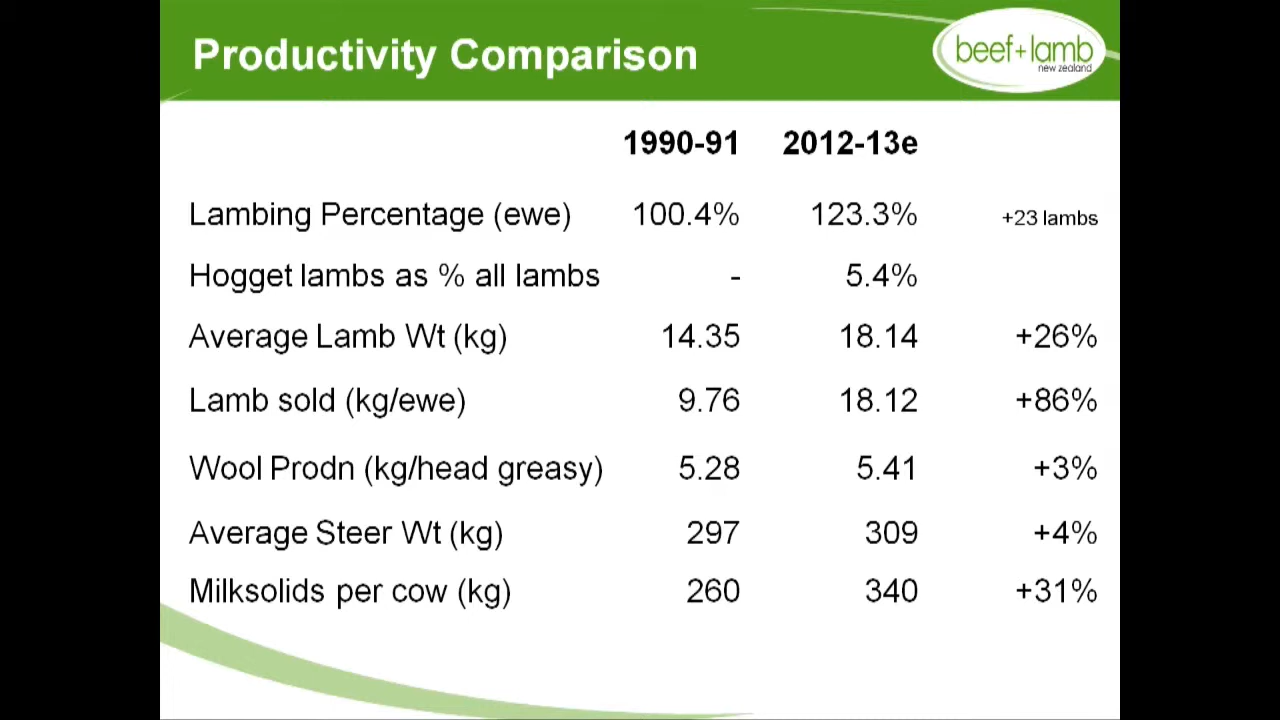 Productivity Comparison
beef+lamb
new zealand
1990-91 2012-13e
Lambing Percentage (ewe) 100.4% 123.3% +23 lambs
Hogget lambs as % all lambs - 5.4%
Average Lamb Wt (kg) 14.35 18.14 +26%
Lamb sold (kg/ewe) 9.76 18.12 +86%
Wool Prodn (kg/head greasy) 5.28 5.41 +3%
Average Steer Wt (kg) 297 309 +4%
Milksolids per cow (kg) 260 340 +31%